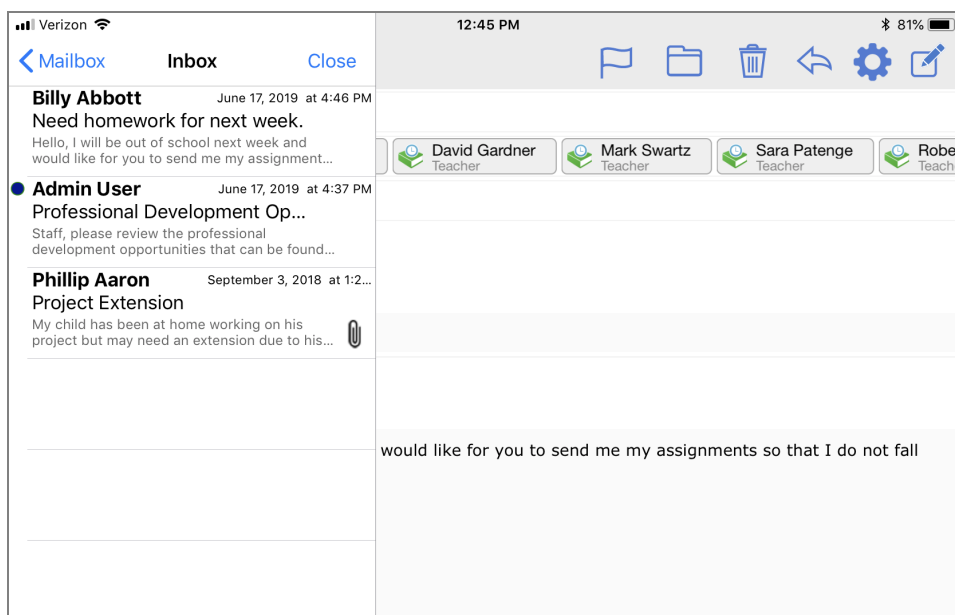 Verizon 12:45 PM 81%
Mailbox Inbox Close
Billy Abbott June 17, 2019 at 4:46 PM
Need homework for next week.
Hello, I will be out of school next week and
would like for you to send me my assignment...
Admin User June 17, 2019 at 4:37 PM
Professional Development Op...
Staff, please review the professional
development opportunities that can be found...
Phillip Aaron September 3, 2018 at 1:2...
Project Extension
My child has been at home working on his
project but may need an extension due to his...
David Gardner Mark Swartz Sara Patenge Robe
Teacher Teacher Teacher Teach
would like for you to send me my assignments so that I do not fall